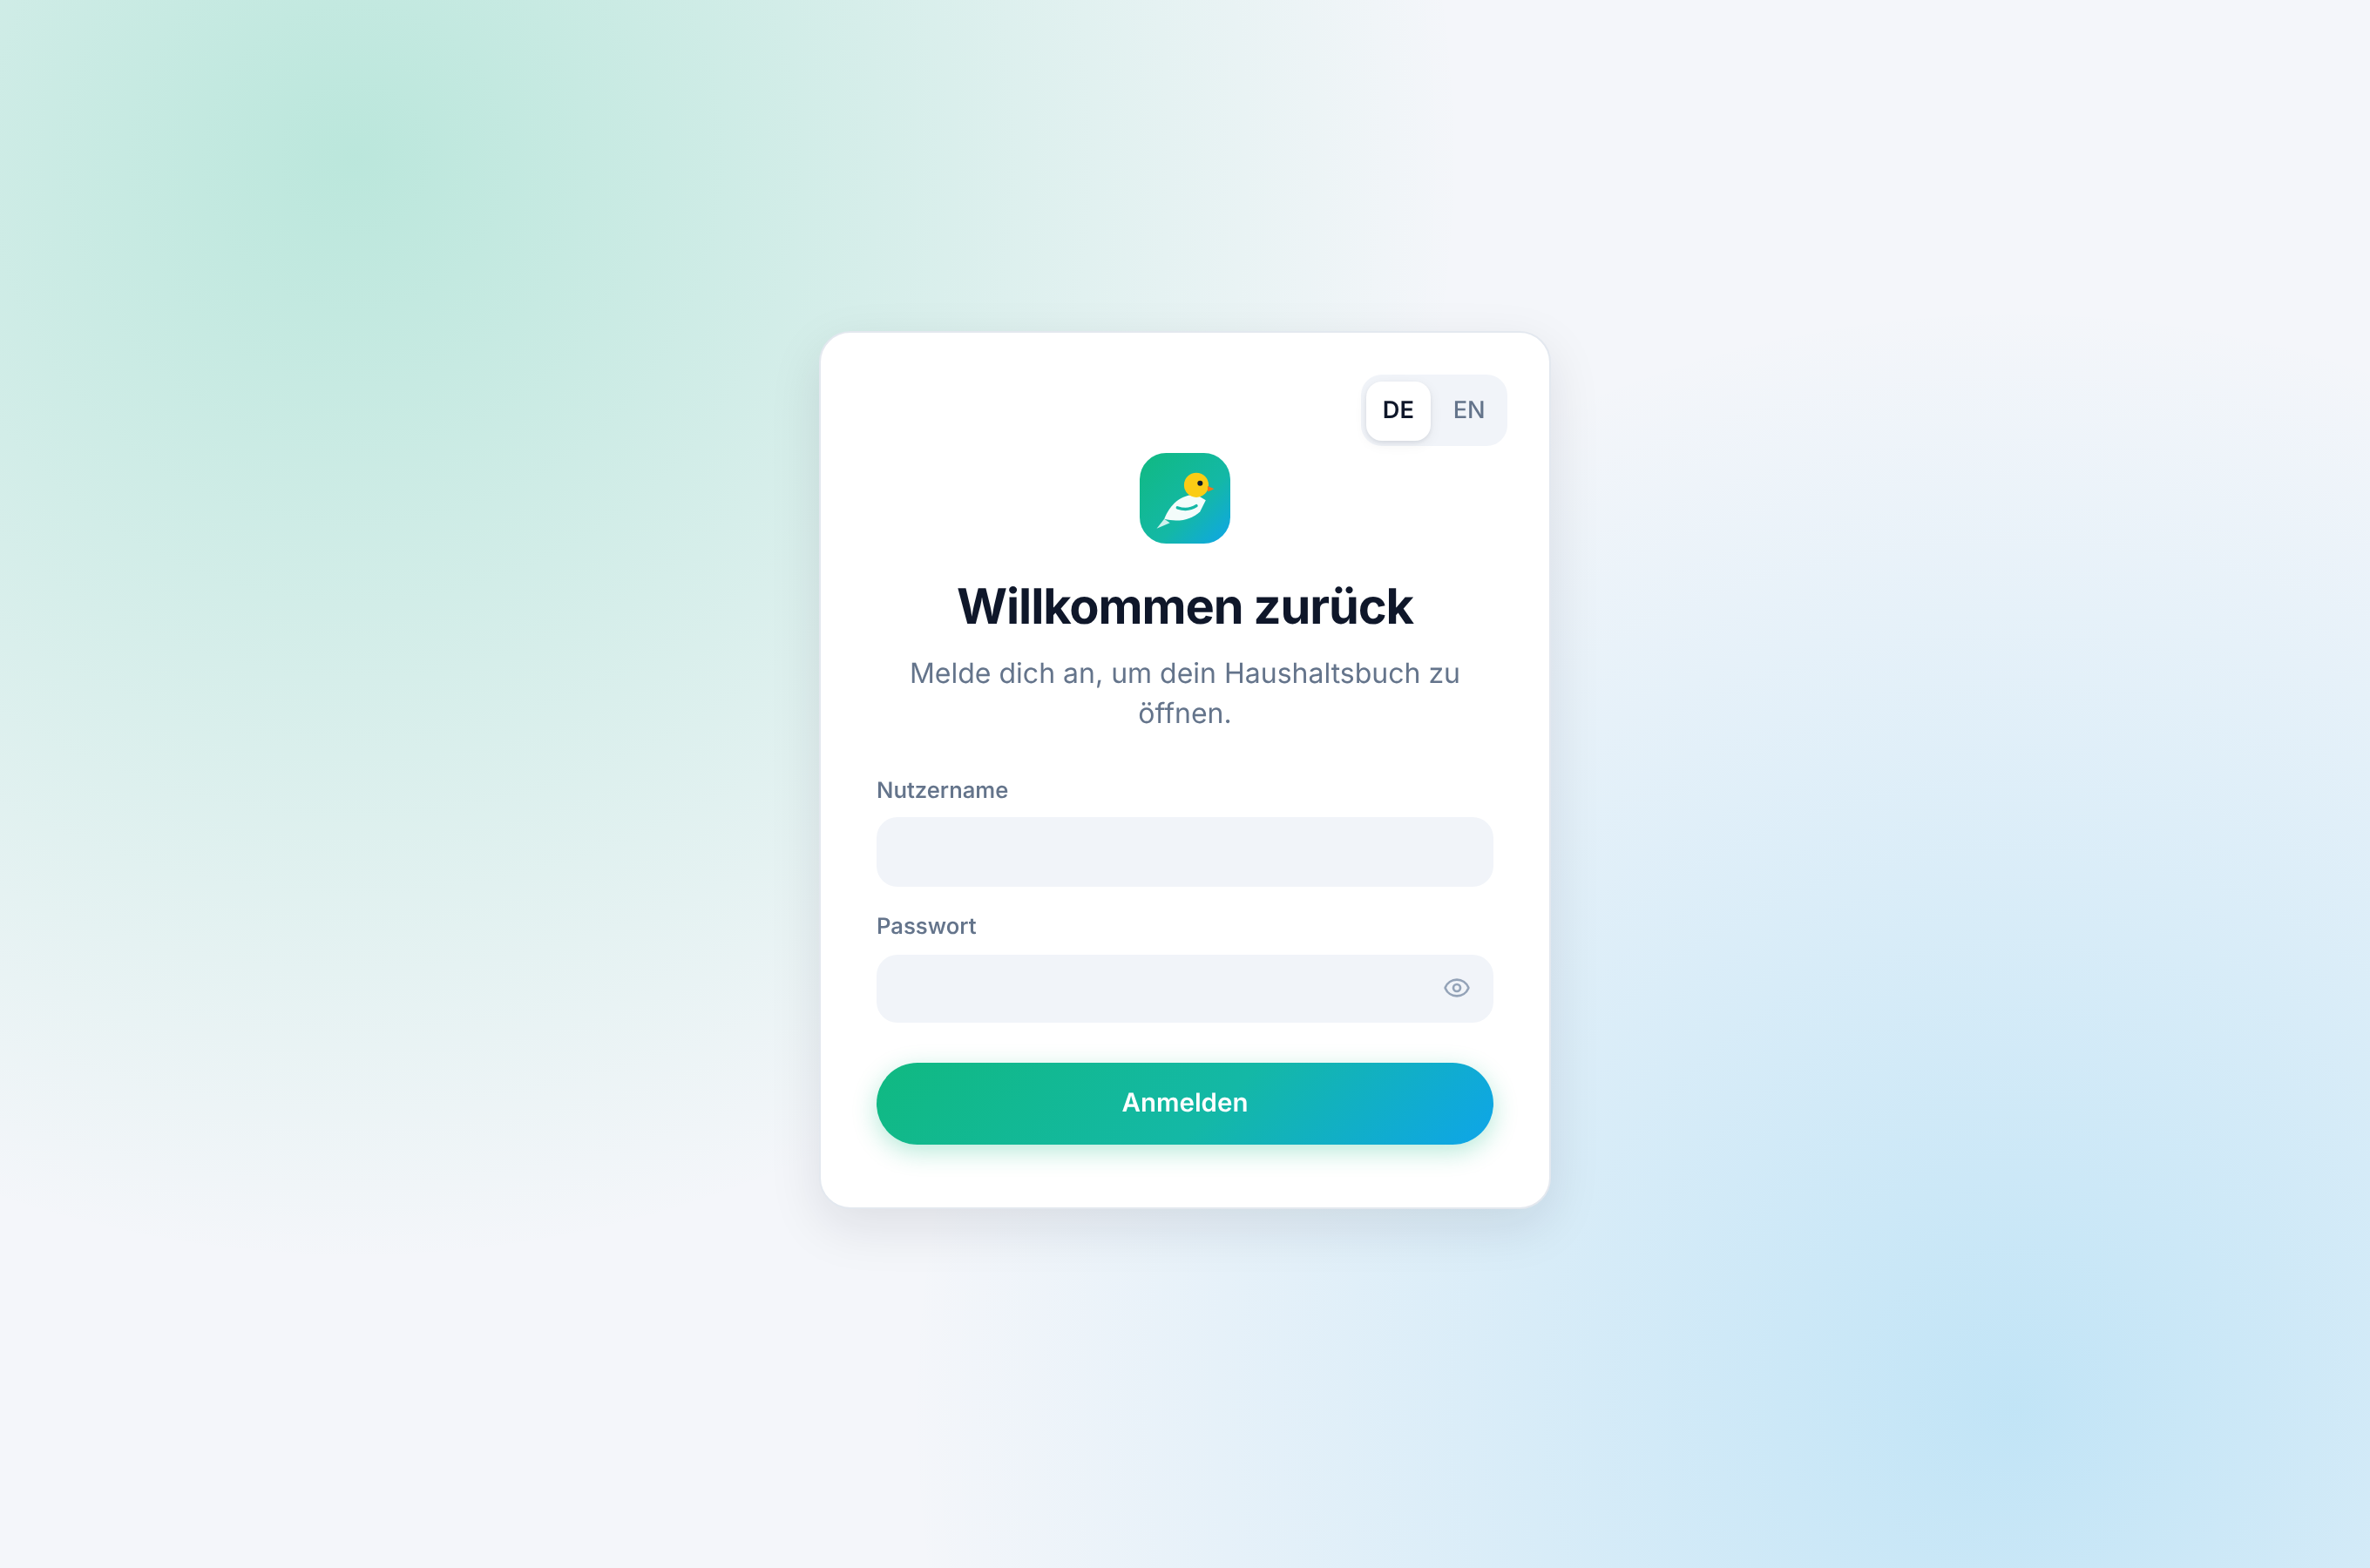 DE EN
Willkommen zurück
Melde dich an, um dein Haushaltsbuch zu
öffnen.
Nutzername
Passwort
Anmelden